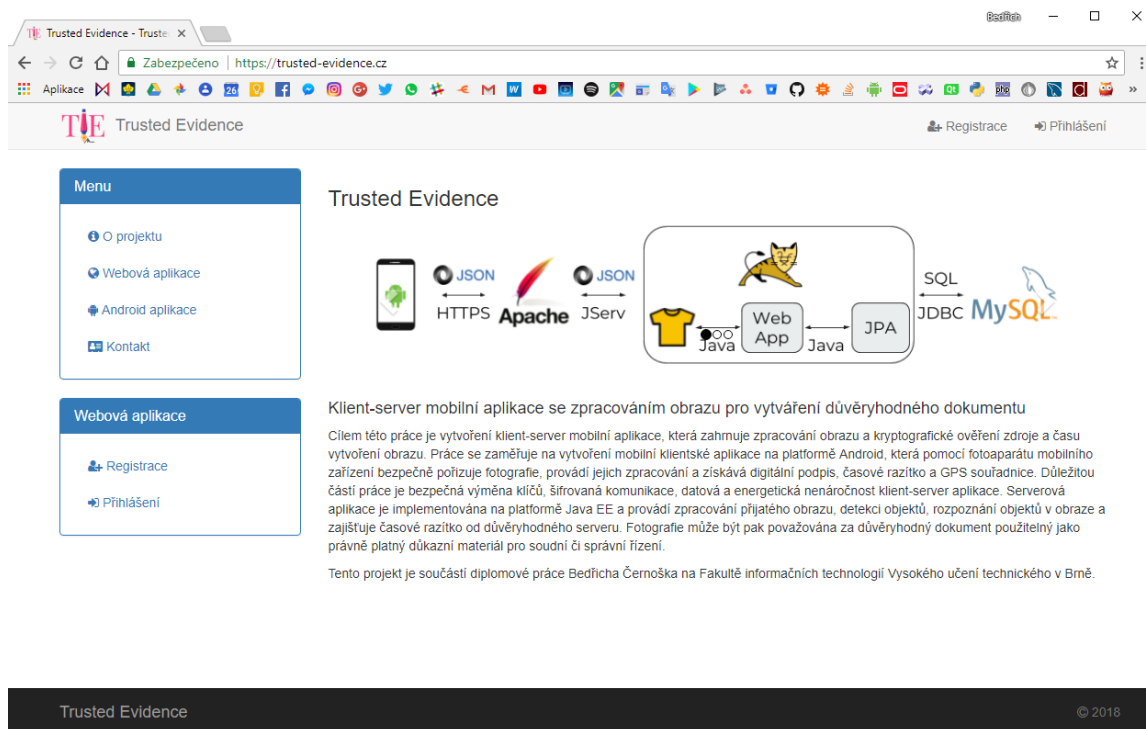 Bedřich
Trusted Evidence - Truste
Zabezpečeno | https://trusted-evidence.cz
Aplikace
TIE Trusted Evidence
Registrace
Přihlášení
Menu
O projektu
Webová aplikace
Android aplikace
Kontakt
Webová aplikace
Registrace
Přihlášení
Trusted Evidence
JSON
HTTPS
Apache
JSON
JServ
Java
Web
App
Java
JPA
SQL
JDBC
MySQL
Klient-server mobilní aplikace se zpracováním obrazu pro vytváření důvěryhodného dokumentu
Cílem této práce je vytvoření klient-server mobilní aplikace, která zahrnuje zpracování obrazu a kryptografické ověření zdroje a času
vytvoření obrazu. Práce se zaměřuje na vytvoření mobilní klientské aplikace na platformě Android, která pomocí fotoaparátu mobilního
zařízení bezpečně pořizuje fotografie, provádí jejich zpracování a získává digitální podpis, časové razítko a GPS souřadnice. Důležitou
částí práce je bezpečná výměna klíčů, šifrovaná komunikace, datová a energetická nenáročnost klient-server aplikace. Serverová
aplikace je implementována na platformě Java EE a provádí zpracování přijatého obrazu, detekci objektů, rozpoznání objektů v obraze a
zajišťuje časové razítko od důvěryhodného serveru. Fotografie může být pak považována za důvěryhodný dokument použitelný jako
právně platný důkazní materiál pro soudní či správní řízení.
Tento projekt je součástí diplomové práce Bedřicha Černoška na Fakultě informačních technologií Vysokého učení technického v Brně.
Trusted Evidence
© 2018